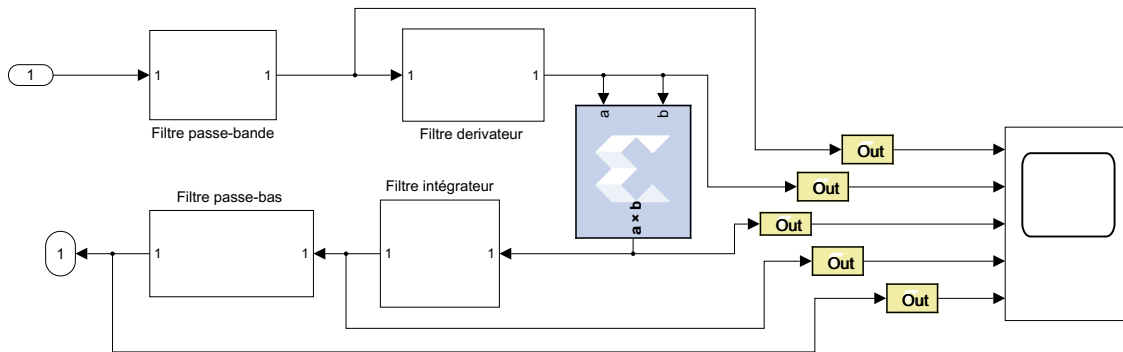 1
1
1
Filtre passe-bande
1
1
Filtre derivateur
a
b
a × b
Out
Out
Out
Out
Out
Filtre passe-bas
1
1
Filtre intégrateur
1
1
1